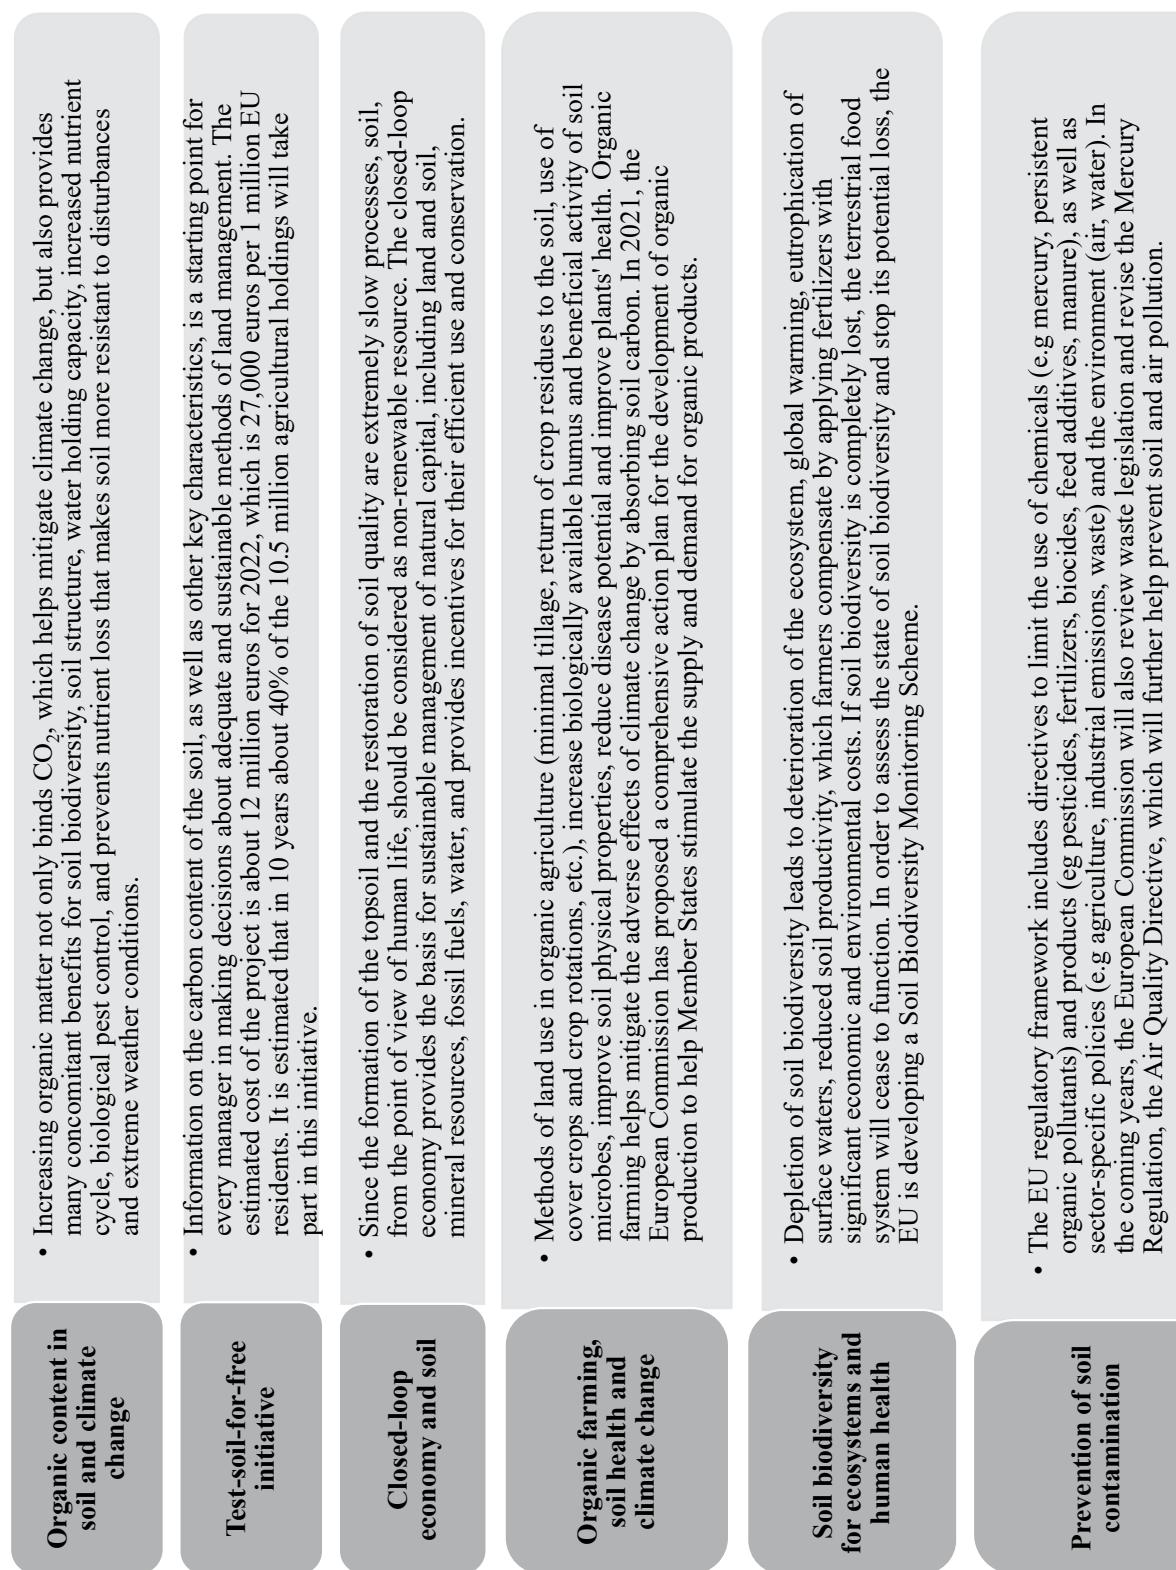 Organic content in
soil and climate
change
• Increasing organic matter not only binds CO₂, which helps mitigate climate change, but also provides
many concomitant benefits for soil biodiversity, soil structure, water holding capacity, increased nutrient
cycle, biological pest control, and prevents nutrient loss that makes soil more resistant to disturbances
and extreme weather conditions.
Test-soil-for-free
initiative
• Information on the carbon content of the soil, as well as other key characteristics, is a starting point for
every manager in making decisions about adequate and sustainable methods of land management. The
estimated cost of the project is about 12 million euros for 2022, which is 27,000 euros per 1 million EU
residents. It is estimated that in 10 years about 40% of the 10.5 million agricultural holdings will take
part in this initiative.
Closed-loop
economy and soil
• Since the formation of the topsoil and the restoration of soil quality are extremely slow processes, soil,
from the point of view of human life, should be considered as non-renewable resource. The closed-loop
economy provides the basis for sustainable management of natural capital, including land and soil,
mineral resources, fossil fuels, water, and provides incentives for their efficient use and conservation.
Organic farming,
soil health and
climate change
• Methods of land use in organic agriculture (minimal tillage, return of crop residues to the soil, use of
cover crops and crop rotations, etc.), increase biologically available humus and beneficial activity of soil
microbes, improve soil physical properties, reduce disease potential and improve plants' health. Organic
farming helps mitigate the adverse effects of climate change by absorbing soil carbon. In 2021, the
European Commission has proposed a comprehensive action plan for the development of organic
production to help Member States stimulate the supply and demand for organic products.
Soil biodiversity
for ecosystems and
human health
• Depletion of soil biodiversity leads to deterioration of the ecosystem, global warming, eutrophication of
surface waters, reduced soil productivity, which farmers compensate by applying fertilizers with
significant economic and environmental costs. If soil biodiversity is completely lost, the terrestrial food
system will cease to function. In order to assess the state of soil biodiversity and stop its potential loss, the
EU is developing a Soil Biodiversity Monitoring Scheme.
Prevention of soil
contamination
• The EU regulatory framework includes directives to limit the use of chemicals (e.g mercury, persistent
organic pollutants) and products (eg pesticides, fertilizers, biocides, feed additives, manure), as well as
sector-specific policies (e.g agriculture, industrial emissions, waste) and the environment (air, water). In
the coming years, the European Commission will also review waste legislation and revise the Mercury
Regulation, the Air Quality Directive, which will further help prevent soil and air pollution.